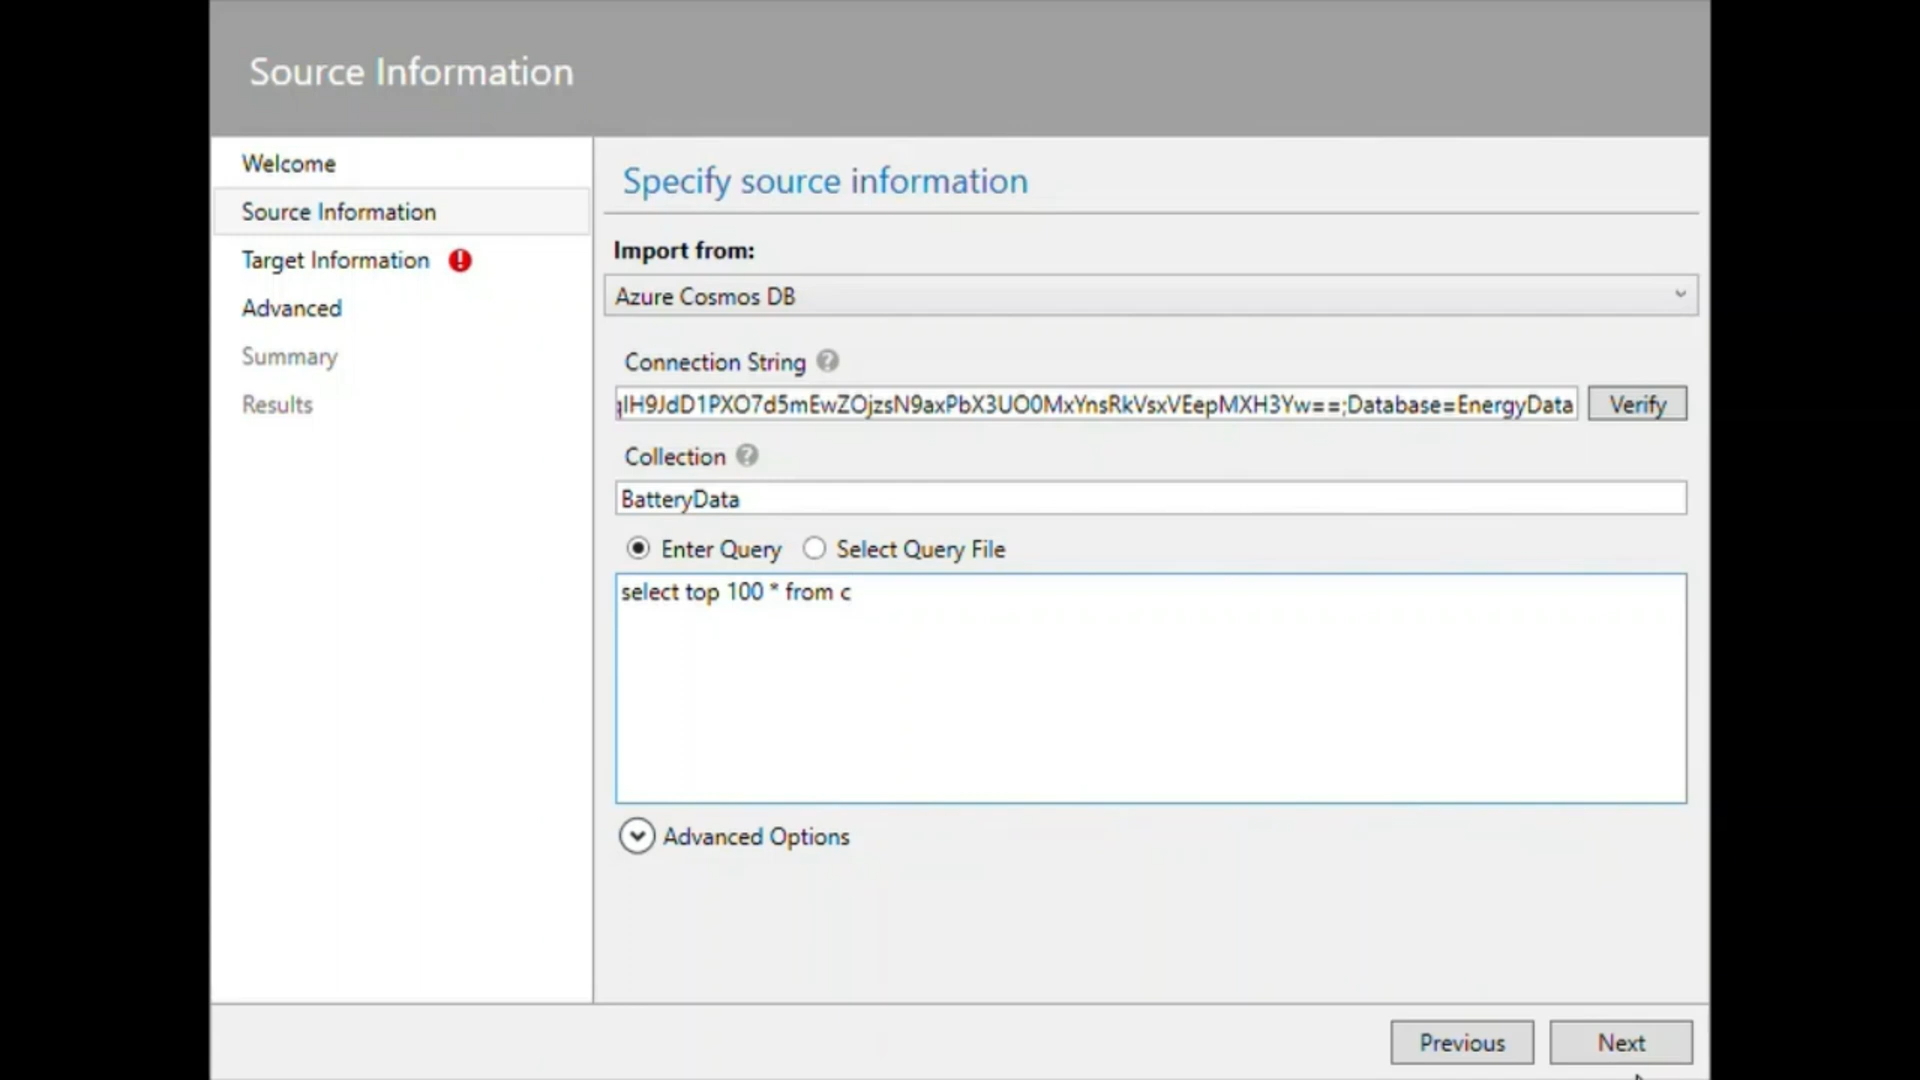 Source Information
Welcome
Source Information
Target Information
Advanced
Summary
Results
Specify source information
Import from:
Azure Cosmos DB
Connection String
qIH9JdD1PXO7d5mEwZOjzsN9axPbX3UO0MxYnsRkVsxVEepMXH3Yw==;Database=EnergyData
Verify
Collection
BatteryData
Enter Query Select Query File
select top 100 * from c
Advanced Options
Previous Next